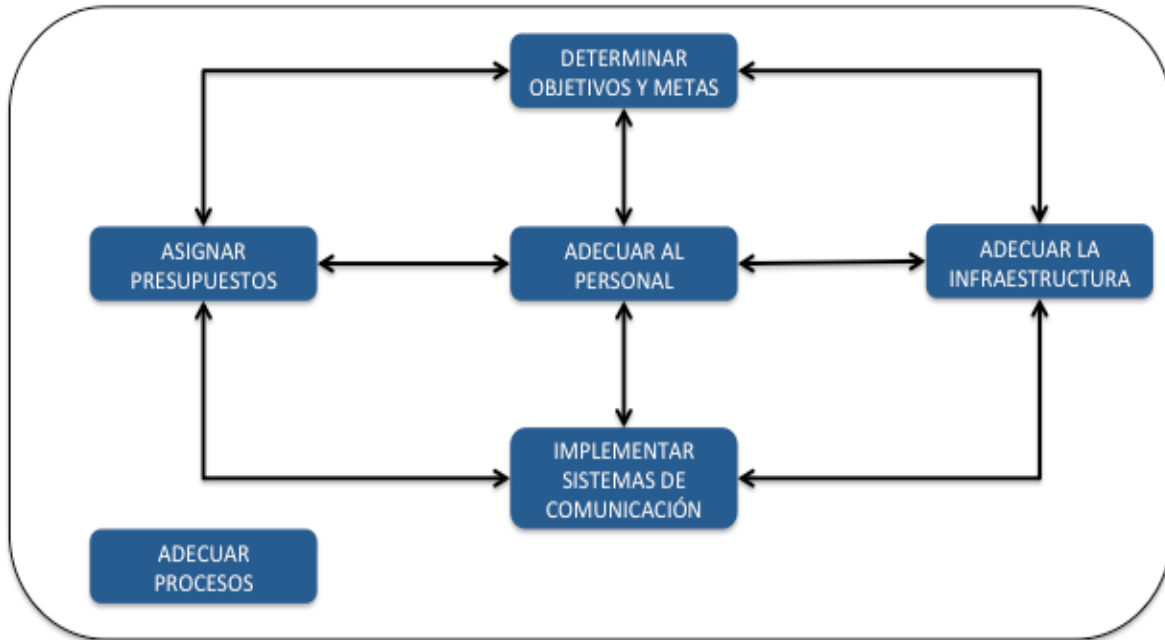 DETERMINAR
OBJETIVOS Y METAS
ASIGNAR
PRESUPUESTOS
ADECUAR AL
PERSONAL
ADECUAR LA
INFRAESTRUCTURA
IMPLEMENTAR
SISTEMAS DE
COMUNICACIÓN
ADECUAR
PROCESOS